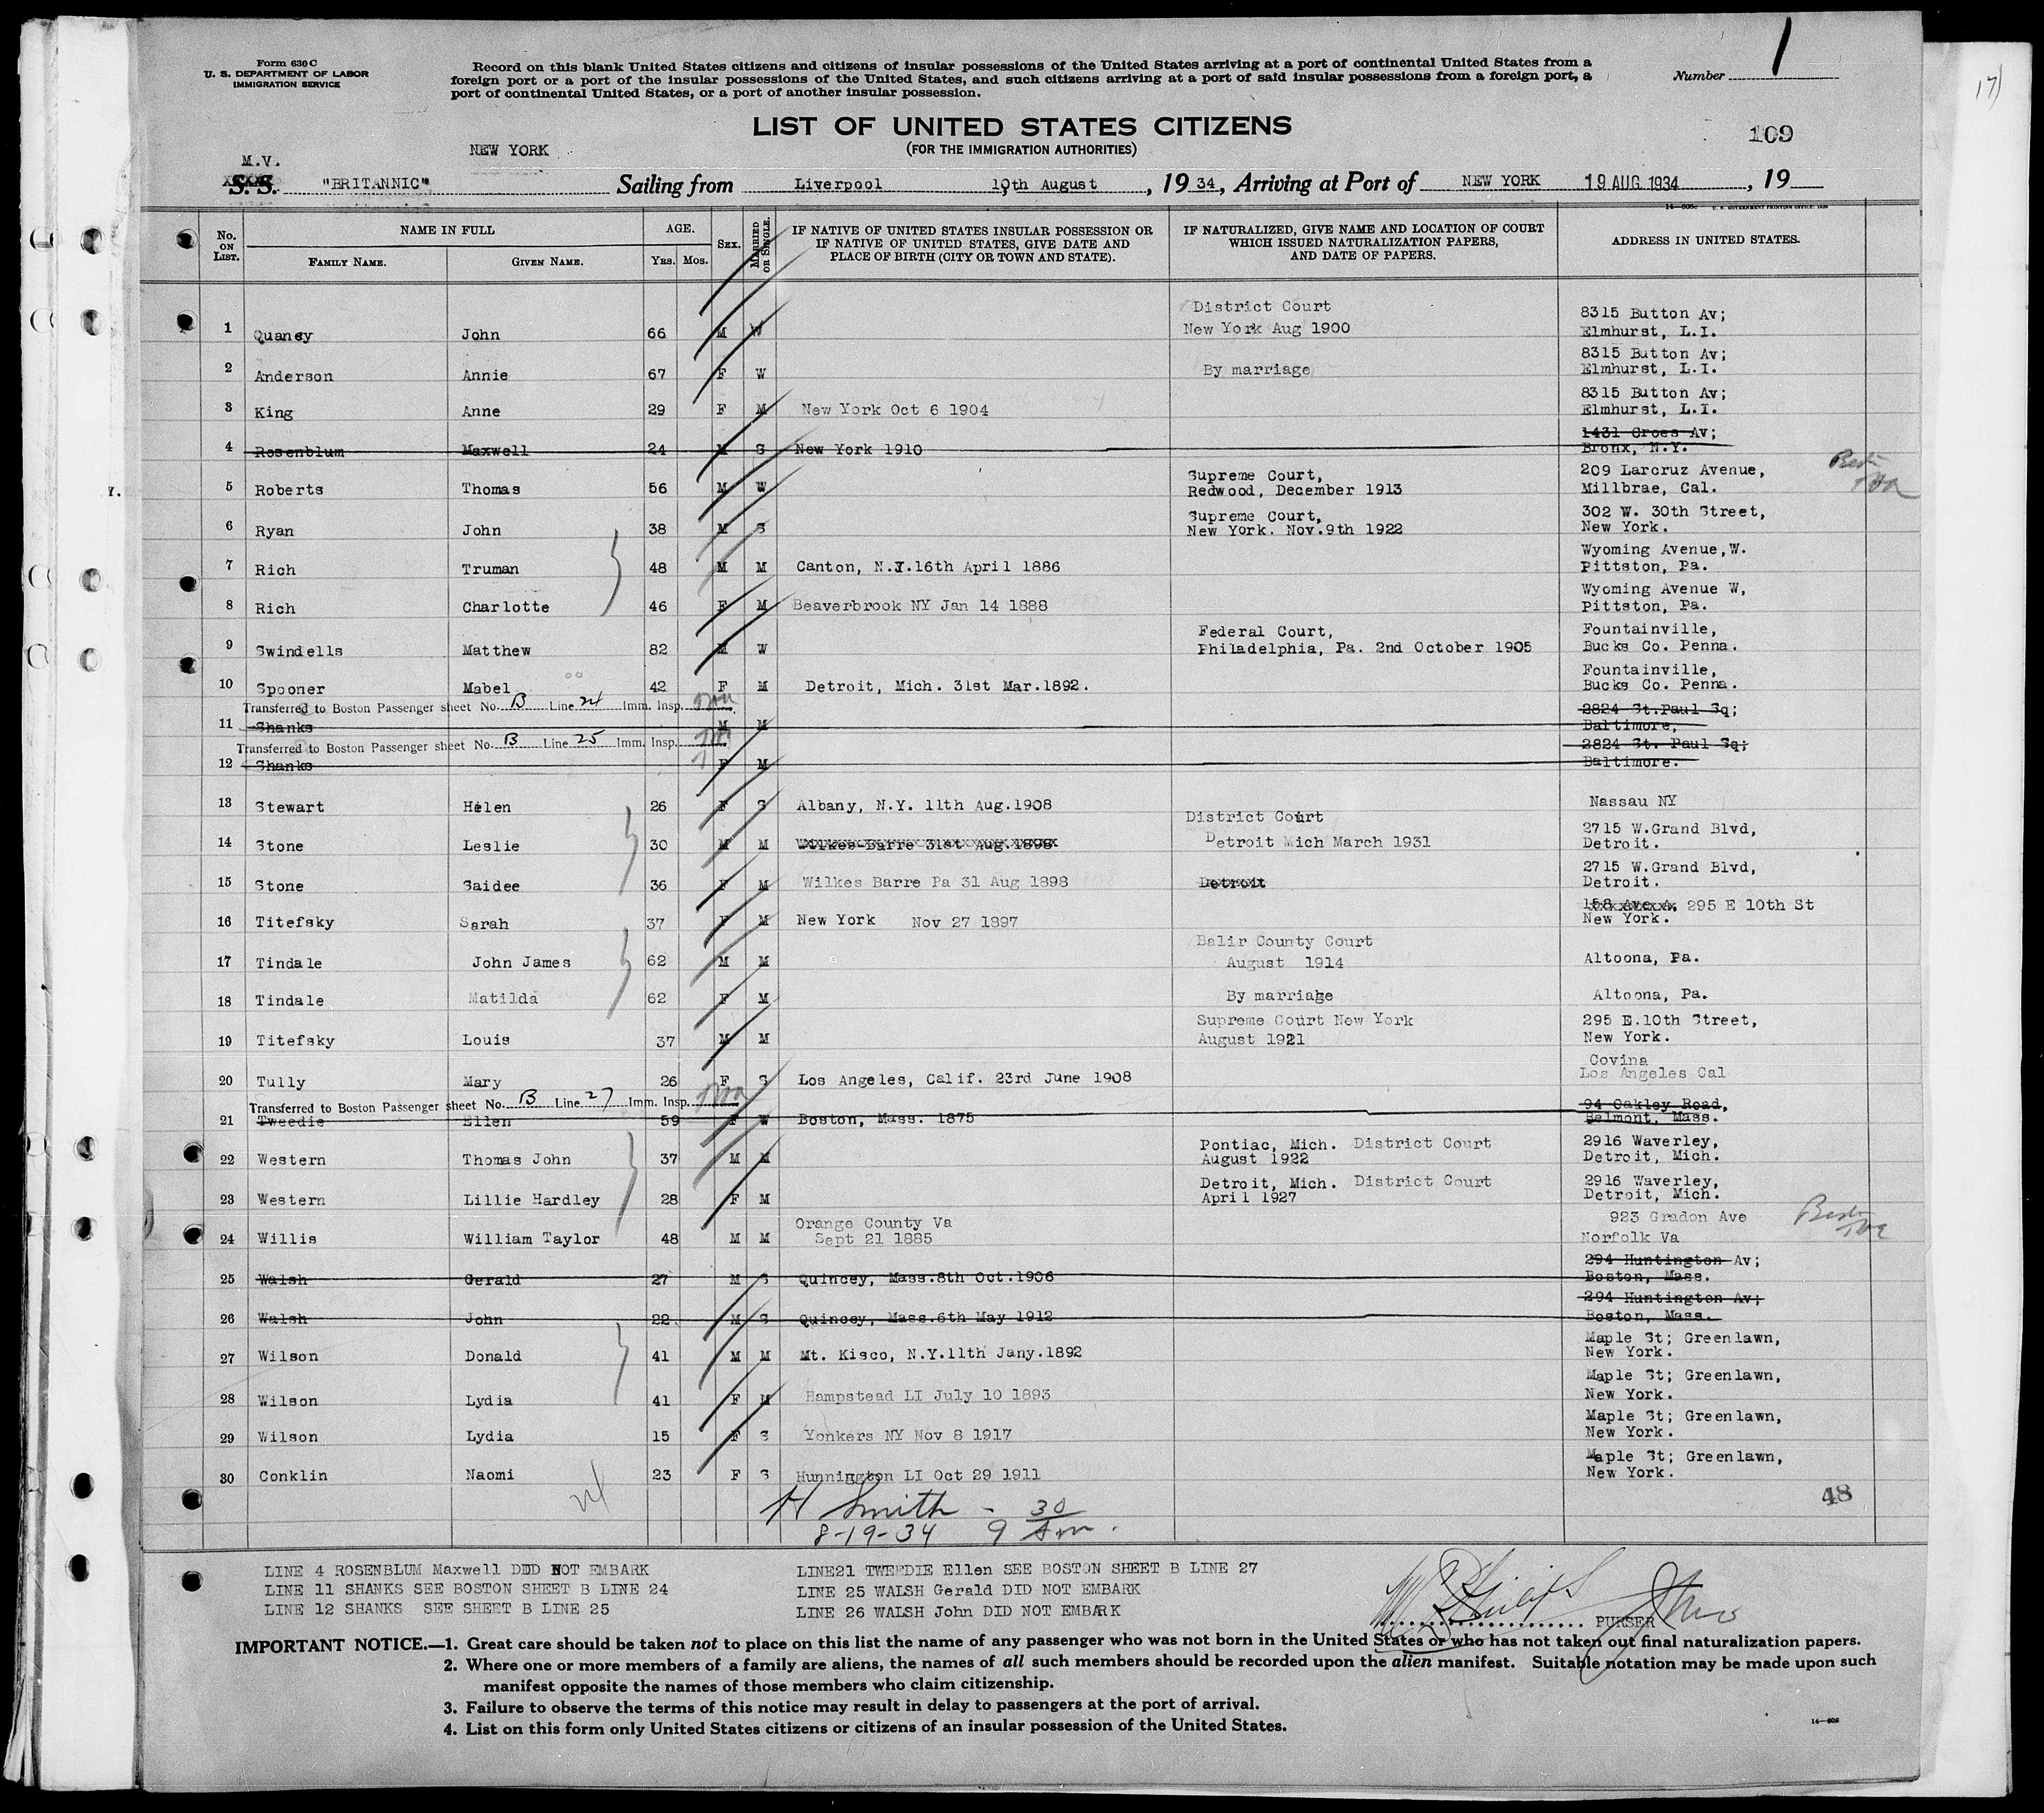 1
17)
Form 630 C
U. S. DEPARTMENT OF LABOR
IMMIGRATION SERVICE
Record on this blank United States citizens and citizens of insular possessions of the United States arriving at a port of continental United States from a
foreign port or a port of the insular possessions of the United States, and such citizens arriving at a port of said insular possessions from a foreign port, a
port of continental United States, or a port of another insular possession.
Number
LIST OF UNITED STATES CITIZENS
(FOR THE IMMIGRATION AUTHORITIES)
109
NEW YORK
M.V.
S. S. "BRITANNIC" Sailing from Liverpool 10th August, 1934, Arriving at Port of NEW YORK 19 AUG 1934, 19
No. ON LIST. NAME IN FULL AGE. SEX. MARRIED OR SINGLE. IF NATIVE OF UNITED STATES INSULAR POSSESSION OR IF NATIVE OF UNITED STATES, GIVE DATE AND PLACE OF BIRTH (CITY OR TOWN AND STATE). IF NATURALIZED, GIVE NAME AND LOCATION OF COURT WHICH ISSUED NATURALIZATION PAPERS, AND DATE OF PAPERS. ADDRESS IN UNITED STATES.
FAMILY NAME. GIVEN NAME. YRS. MOS.
1 Quaney John 66 M W District Court New York Aug 1900 8315 Button Av; Elmhurst, L.I.
2 Anderson Annie 67 F W By marriage 8315 Button Av; Elmhurst, L.I.
3 King Anne 29 F M New York Oct 6 1904 8315 Button Av; Elmhurst, L.I.
4 Rosenblum Maxwell 24 M S New York 1910 1431 Croes Av; Bronx, N.Y.
5 Roberts Thomas 56 M W Supreme Court, Redwood, December 1913 209 Larcruz Avenue, Millbrae, Cal.
6 Ryan John 38 M S Supreme Court, New York. Nov.9th 1922 302 W. 30th Street, New York.
7 Rich Truman 48 M M Canton, N.J.16th April 1886 Wyoming Avenue,W. Pittston, Pa.
8 Rich Charlotte 46 F M Beaverbrook NY Jan 14 1888 Wyoming Avenue W, Pittston, Pa.
9 Swindells Matthew 82 M W Federal Court, Philadelphia, Pa. 2nd October 1905 Fountainville, Bucks Co. Penna.
10 Spooner Mabel 42 F M Detroit, Mich. 31st Mar.1892. Fountainville, Bucks Co. Penna.
Transferred to Boston Passenger sheet No. B Line 24 Imm. Insp.
11 Shanks M M 2824 St.Paul Sq; Baltimore,
Transferred to Boston Passenger sheet No. B Line 25 Imm. Insp.
12 Shanks F M 2824 St. Paul Sq; Baltimore.
13 Stewart Helen 26 F S Albany, N.Y. 11th Aug.1908 Nassau NY
14 Stone Leslie 30 M M Wilkes-Barre 31st Aug.1898 District Court Detroit Mich March 1931 2715 W.Grand Blvd, Detroit.
15 Stone Saidee 36 F M Wilkes Barre Pa 31 Aug 1898 Detroit 2715 W.Grand Blvd, Detroit.
16 Titefsky Sarah 37 F M New York Nov 27 1897 158 Ave A. 295 E 10th St New York.
17 Tindale John James 62 M M Balir County Court August 1914 Altoona, Pa.
18 Tindale Matilda 62 F M By marriage Altoona, Pa.
19 Titefsky Louis 37 M M Supreme Court New York August 1921 295 E.10th Street, New York.
20 Tully Mary 26 F S Los Angeles, Calif. 23rd June 1908 Covina Los Angeles Cal
Transferred to Boston Passenger sheet No. B Line 27 Imm. Insp.
21 Tweedie Ellen 59 F W Boston, Mass. 1875 94 Oakley Road, Belmont, Mass.
22 Western Thomas John 37 M M Pontiac, Mich. District Court August 1922 2916 Waverley, Detroit, Mich.
23 Western Lillie Hardley 28 F M Detroit, Mich. District Court April 1927 2916 Waverley, Detroit, Mich.
24 Willis William Taylor 48 M M Orange County Va Sept 21 1885 923 Gradon Ave Norfolk Va
25 Walsh Gerald 27 M S Quincey, Mass.8th Oct.1906 294 Huntington Av; Boston, Mass.
26 Walsh John 22 M S Quincey, Mass.6th May 1912 294 Huntington Av; Boston, Mass.
27 Wilson Donald 41 M M Mt. Kisco, N.Y.11th Jany.1892 Maple St; Greenlawn, New York.
28 Wilson Lydia 41 F M Hampstead LI July 10 1893 Maple St; Greenlawn, New York.
29 Wilson Lydia 15 F S Yonkers NY Nov 8 1917 Maple St; Greenlawn, New York.
30 Conklin Naomi 23 F S Hunnington LI Oct 29 1911 Maple St; Greenlawn, New York.
24 H Smith - 30 48
8-19-34 9 Am.
LINE 4 ROSENBLUM Maxwell DID NOT EMBARK
LINE 11 SHANKS SEE BOSTON SHEET B LINE 24
LINE 12 SHANKS SEE SHEET B LINE 25
LINE21 TWEEDIE Ellen SEE BOSTON SHEET B LINE 27
LINE 25 WALSH Gerald DID NOT EMBARK
LINE 26 WALSH John DID NOT EMBARK
PURSER
IMPORTANT NOTICE.—1. Great care should be taken not to place on this list the name of any passenger who was not born in the United States or who has not taken out final naturalization papers.
2. Where one or more members of a family are aliens, the names of all such members should be recorded upon the alien manifest. Suitable notation may be made upon such
manifest opposite the names of those members who claim citizenship.
3. Failure to observe the terms of this notice may result in delay to passengers at the port of arrival.
4. List on this form only United States citizens or citizens of an insular possession of the United States.
14—608